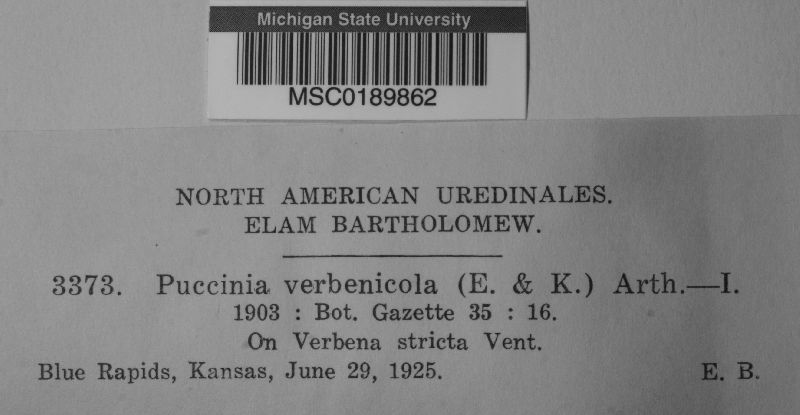 Michigan State University
MSC0189862
NORTH AMERICAN UREDINALES.
ELAM BARTHOLOMEW.
3373. Puccinia verbenicola (E. & K.) Arth.—I.
1903 : Bot. Gazette 35 : 16.
On Verbena stricta Vent.
Blue Rapids, Kansas, June 29, 1925. E. B.